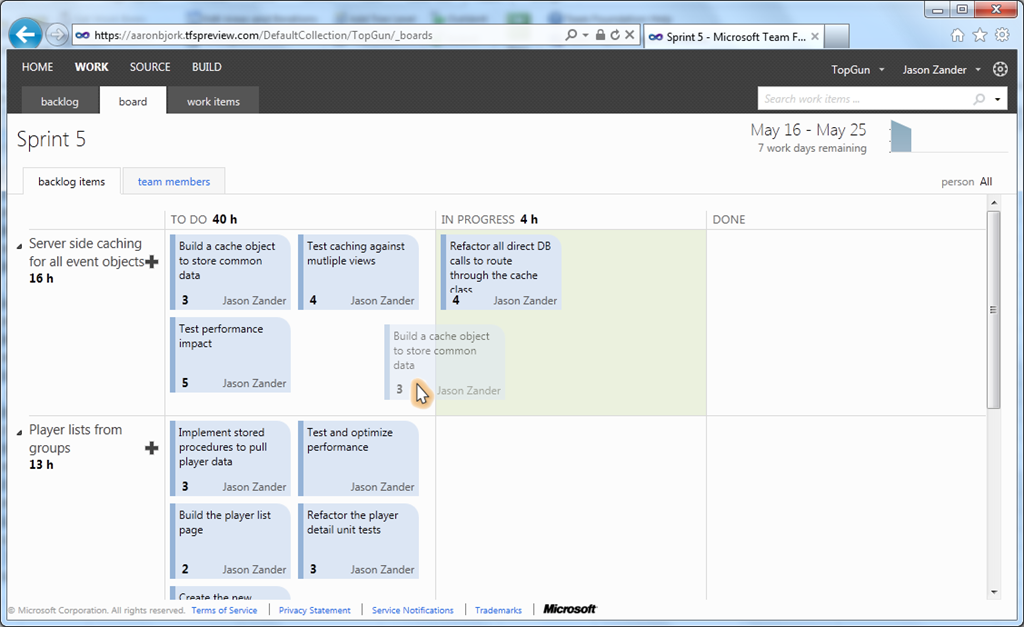 https://aaronbjork.tfspreview.com/DefaultCollection/TopGun/_boards
Sprint 5 - Microsoft Team F...
HOME WORK SOURCE BUILD
TopGun Jason Zander
backlog board work items
Search work items ...
Sprint 5
May 16 - May 25
7 work days remaining
backlog items team members
person All
TO DO 40 h
IN PROGRESS 4 h
DONE
Server side caching
for all event objects
16 h
Build a cache object
to store common
data
3 Jason Zander
Test caching against
mutliple views
4 Jason Zander
Refactor all direct DB
calls to route
through the cache
class
4 Jason Zander
Test performance
impact
5 Jason Zander
Build a cache object
to store common
data
3 Jason Zander
Player lists from
groups
13 h
Implement stored
procedures to pull
player data
3 Jason Zander
Test and optimize
performance
Jason Zander
Build the player list
page
2 Jason Zander
Refactor the player
detail unit tests
3 Jason Zander
Create the new
© Microsoft Corporation. All rights reserved. Terms of Service Privacy Statement Service Notifications Trademarks Microsoft